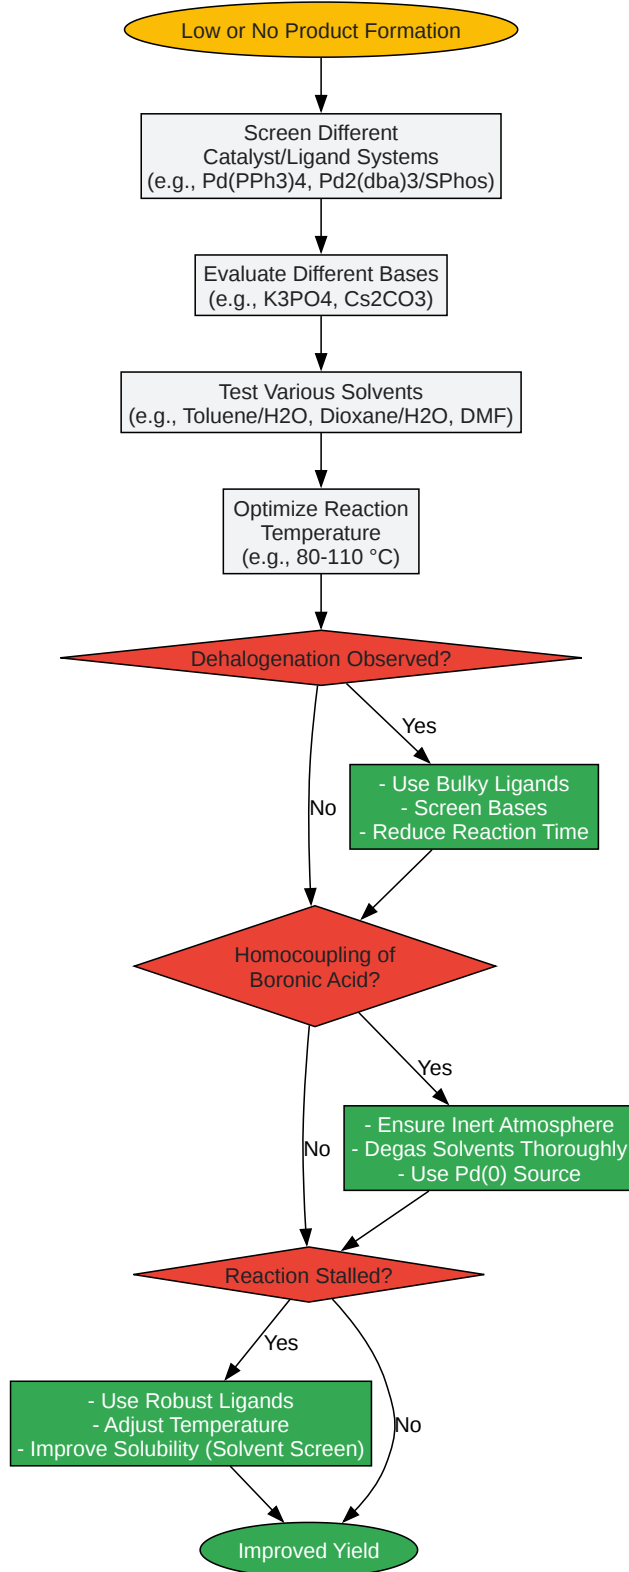 Low or No Product Formation
Screen Different
Catalyst/Ligand Systems
(e.g., Pd(PPh3)4, Pd2(dba)3/SPhos)
Evaluate Different Bases
(e.g., K3PO4, Cs2CO3)
Test Various Solvents
(e.g., Toluene/H2O, Dioxane/H2O, DMF)
Optimize Reaction
Temperature
(e.g., 80-110 °C)
Dehalogenation Observed?
Yes
- Use Bulky Ligands
- Screen Bases
- Reduce Reaction Time
No
Homocoupling of
Boronic Acid?
Yes
- Ensure Inert Atmosphere
- Degas Solvents Thoroughly
- Use Pd(0) Source
No
Reaction Stalled?
Yes
- Use Robust Ligands
- Adjust Temperature
- Improve Solubility (Solvent Screen)
No
Improved Yield